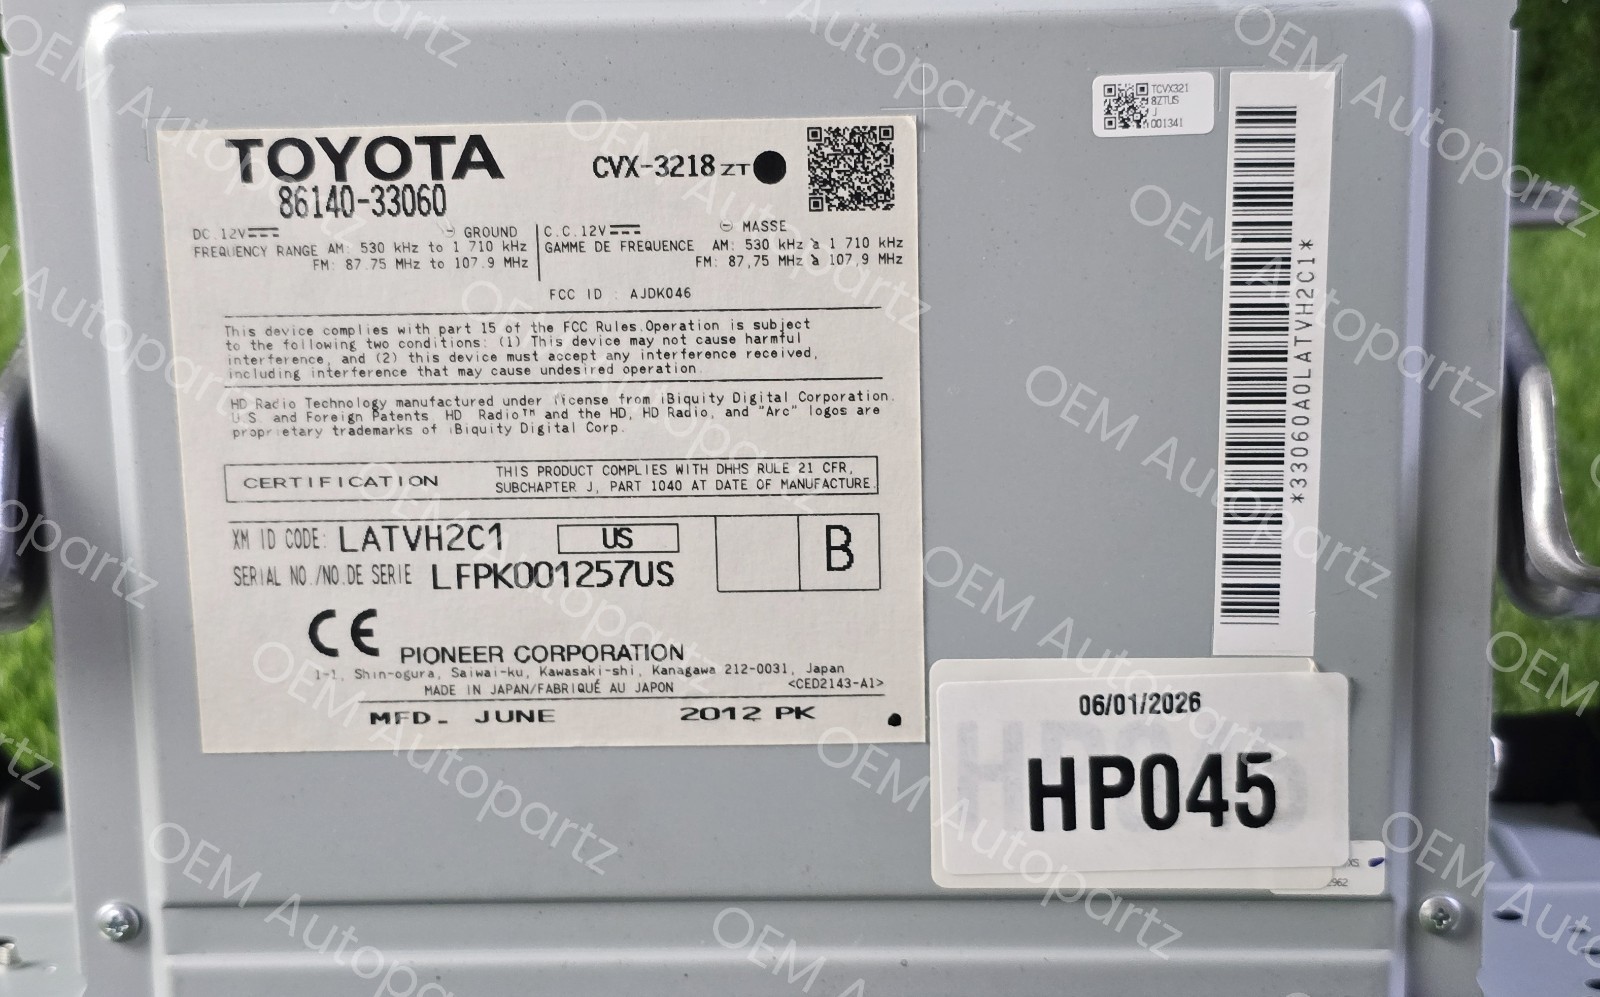 TOYOTA
86140-33060
CVX-3218 ZT
DC.12V GROUND
FREQUENCY RANGE AM: 530 kHz to 1 710 kHz
FM: 87.75 MHz to 107.9 MHz
C.C.12V MASSE
GAMME DE FREQUENCE AM: 530 kHz à 1 710 kHz
FM: 87,75 MHz à 107,9 MHz
FCC ID : AJDK046
This device complies with part 15 of the FCC Rules.Operation is subject
to the following two conditions: (1) This device may not cause harmful
interference, and (2) this device must accept any interference received,
including interference that may cause undesired operation.
HD Radio Technology manufactured under license from iBiquity Digital Corporation.
U.S. and Foreign Patents. HD Radio™ and the HD, HD Radio, and "Arc" logos are
proprietary trademarks of iBiquity Digital Corp.
CERTIFICATION
THIS PRODUCT COMPLIES WITH DHHS RULE 21 CFR,
SUBCHAPTER J, PART 1040 AT DATE OF MANUFACTURE.
XM ID CODE: LATVH2C1 US
SERIAL NO./NO.DE SERIE LFPK001257US
B
CE
PIONEER CORPORATION
1-1, Shin-ogura, Saiwai-ku, Kawasaki-shi, Kanagawa 212-0031, Japan
MADE IN JAPAN/FABRIQUÉ AU JAPON <CED2143-A1>
MFD. JUNE 2012 PK
TCVX321
8ZTUS
J
001341
*33060A0LATVH2C1*
06/01/2026
HP045
XS
2962
OEM Autopartz